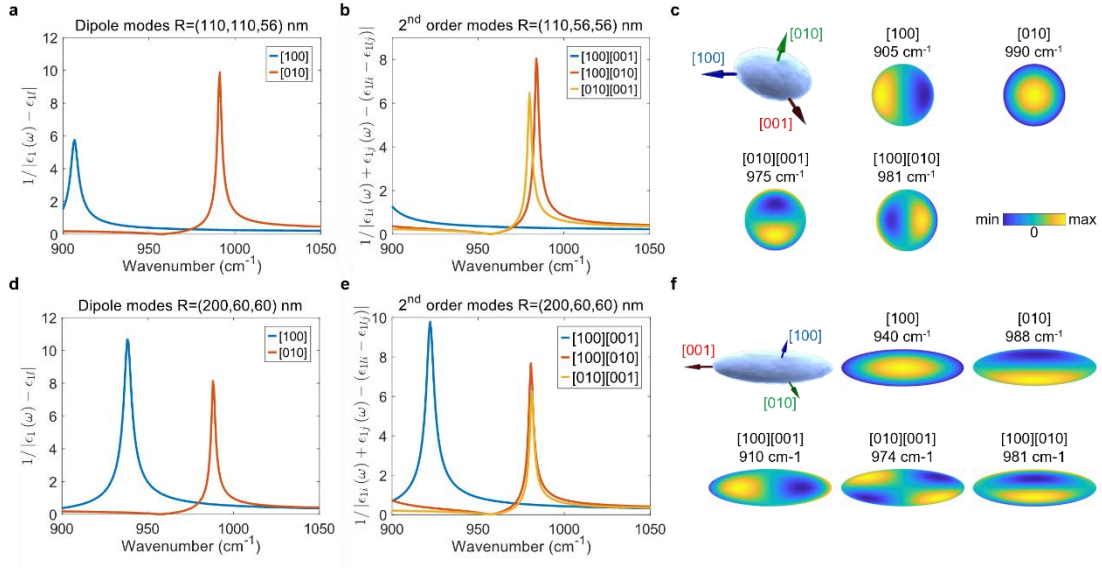 a
Dipole modes R=(110,110,56) nm
1/ |ϵ₁ (ω) − ϵ₁ₗ|
12
10
8
6
4
2
0
[100]
[010]
900
950
1000
1050
Wavenumber (cm⁻¹)
b
2ⁿᵈ order modes R=(110,56,56) nm
1/ |ϵ₁ᵢ (ω) + ϵ₁ⱼ (ω) − (ϵ₁ₗᵢ − ϵ₁ₗⱼ)|
10
8
6
4
2
0
[100][001]
[100][010]
[010][001]
900
950
1000
1050
Wavenumber (cm⁻¹)
c
[010]
[100]
[001]
[100]
905 cm⁻¹
[010]
990 cm⁻¹
[010][001]
975 cm⁻¹
[100][010]
981 cm⁻¹
min
max
0
d
Dipole modes R=(200,60,60) nm
1/ |ϵ₁ (ω) − ϵ₁ₗ|
12
10
8
6
4
2
0
[100]
[010]
900
950
1000
1050
Wavenumber (cm⁻¹)
e
2ⁿᵈ order modes R=(200,60,60) nm
1/ |ϵ₁ᵢ (ω) + ϵ₁ⱼ (ω) − (ϵ₁ₗᵢ − ϵ₁ₗⱼ)|
10
8
6
4
2
0
[100][001]
[100][010]
[010][001]
900
950
1000
1050
Wavenumber (cm⁻¹)
f
[100]
[001]
[010]
[100]
940 cm⁻¹
[010]
988 cm⁻¹
[100][001]
910 cm-1
[010][001]
974 cm⁻¹
[100][010]
981 cm-1